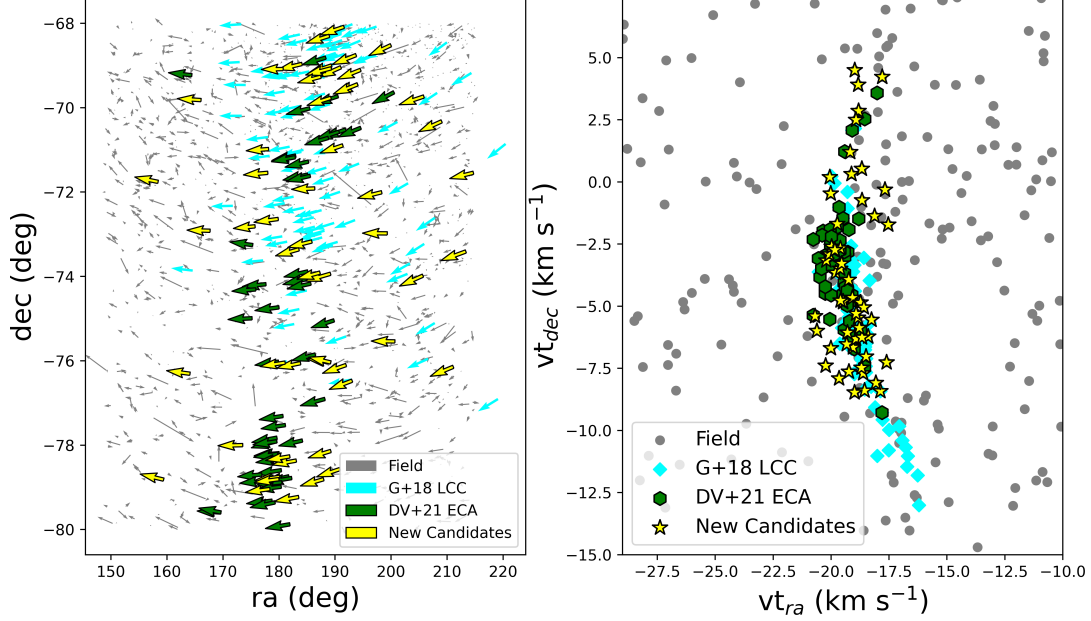 −68
−70
−72
−74
−76
−78
−80
dec (deg)
150
160
170
180
190
200
210
220
ra (deg)
Field
G+18 LCC
DV+21 ECA
New Candidates
5.0
2.5
0.0
−2.5
−5.0
−7.5
−10.0
−12.5
−15.0
vt_dec (km s⁻¹)
−27.5
−25.0
−22.5
−20.0
−17.5
−15.0
−12.5
−10.0
vt_ra (km s⁻¹)
Field
G+18 LCC
DV+21 ECA
New Candidates